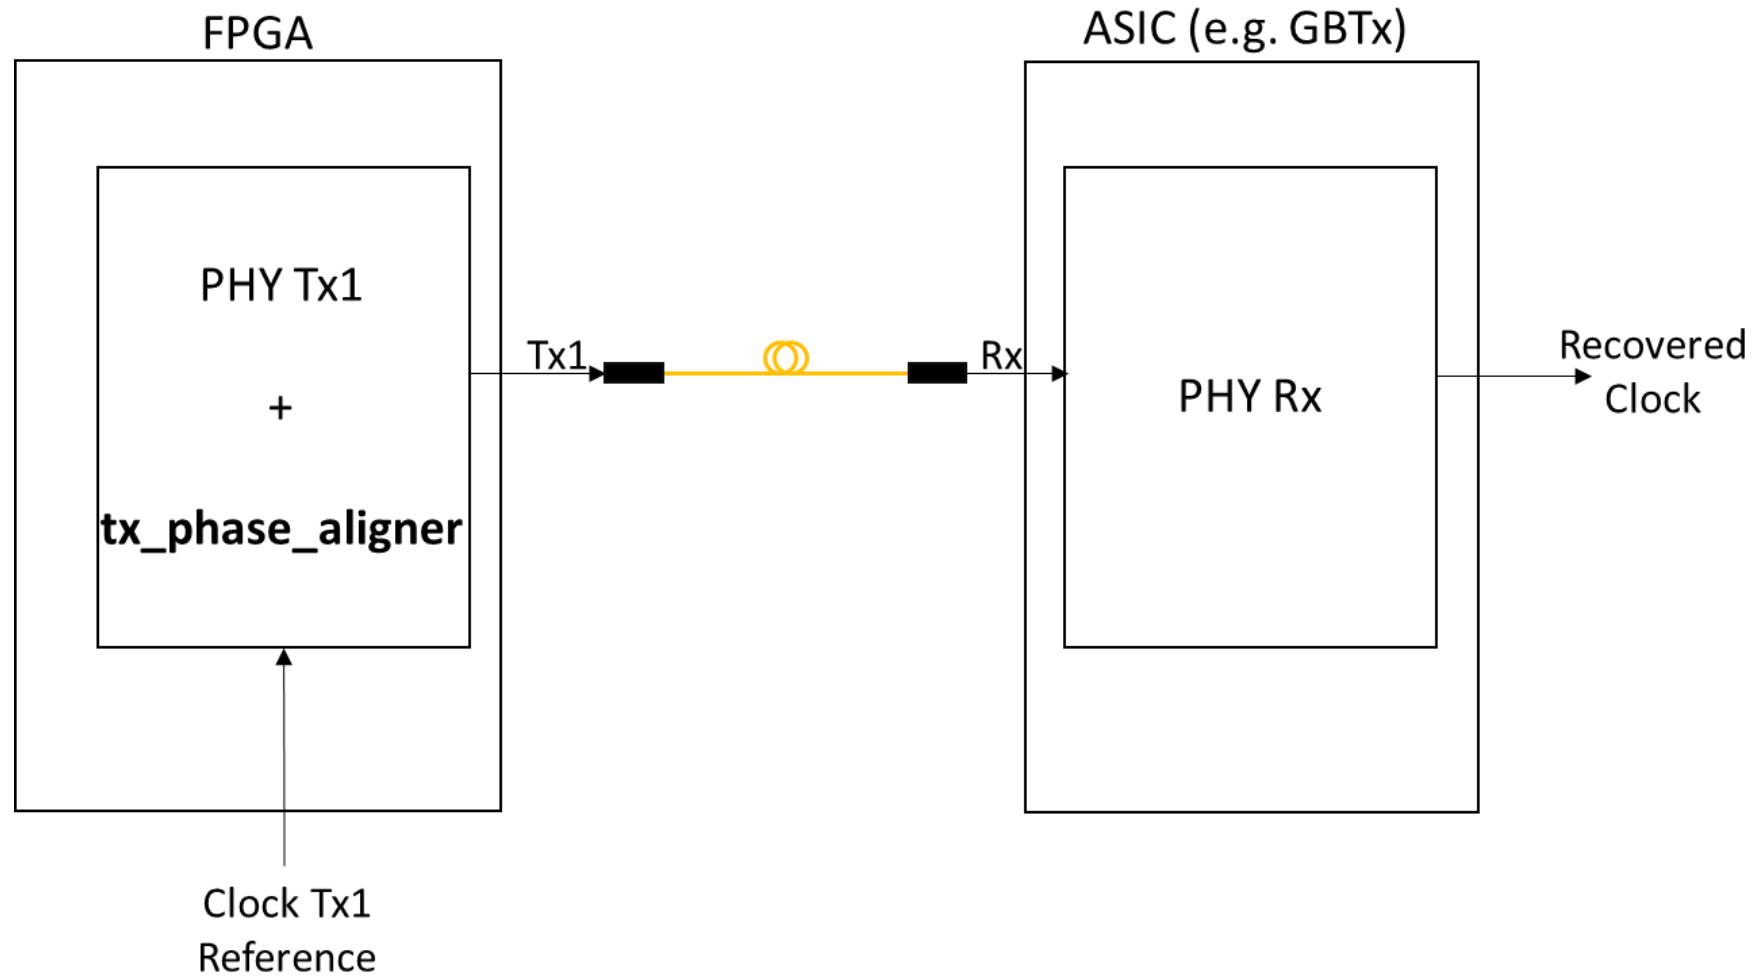 FPGA
ASIC (e.g. GBTx)
PHY Tx1
+
tx_phase_aligner
Tx1
Rx
PHY Rx
Recovered
Clock
Clock Tx1
Reference